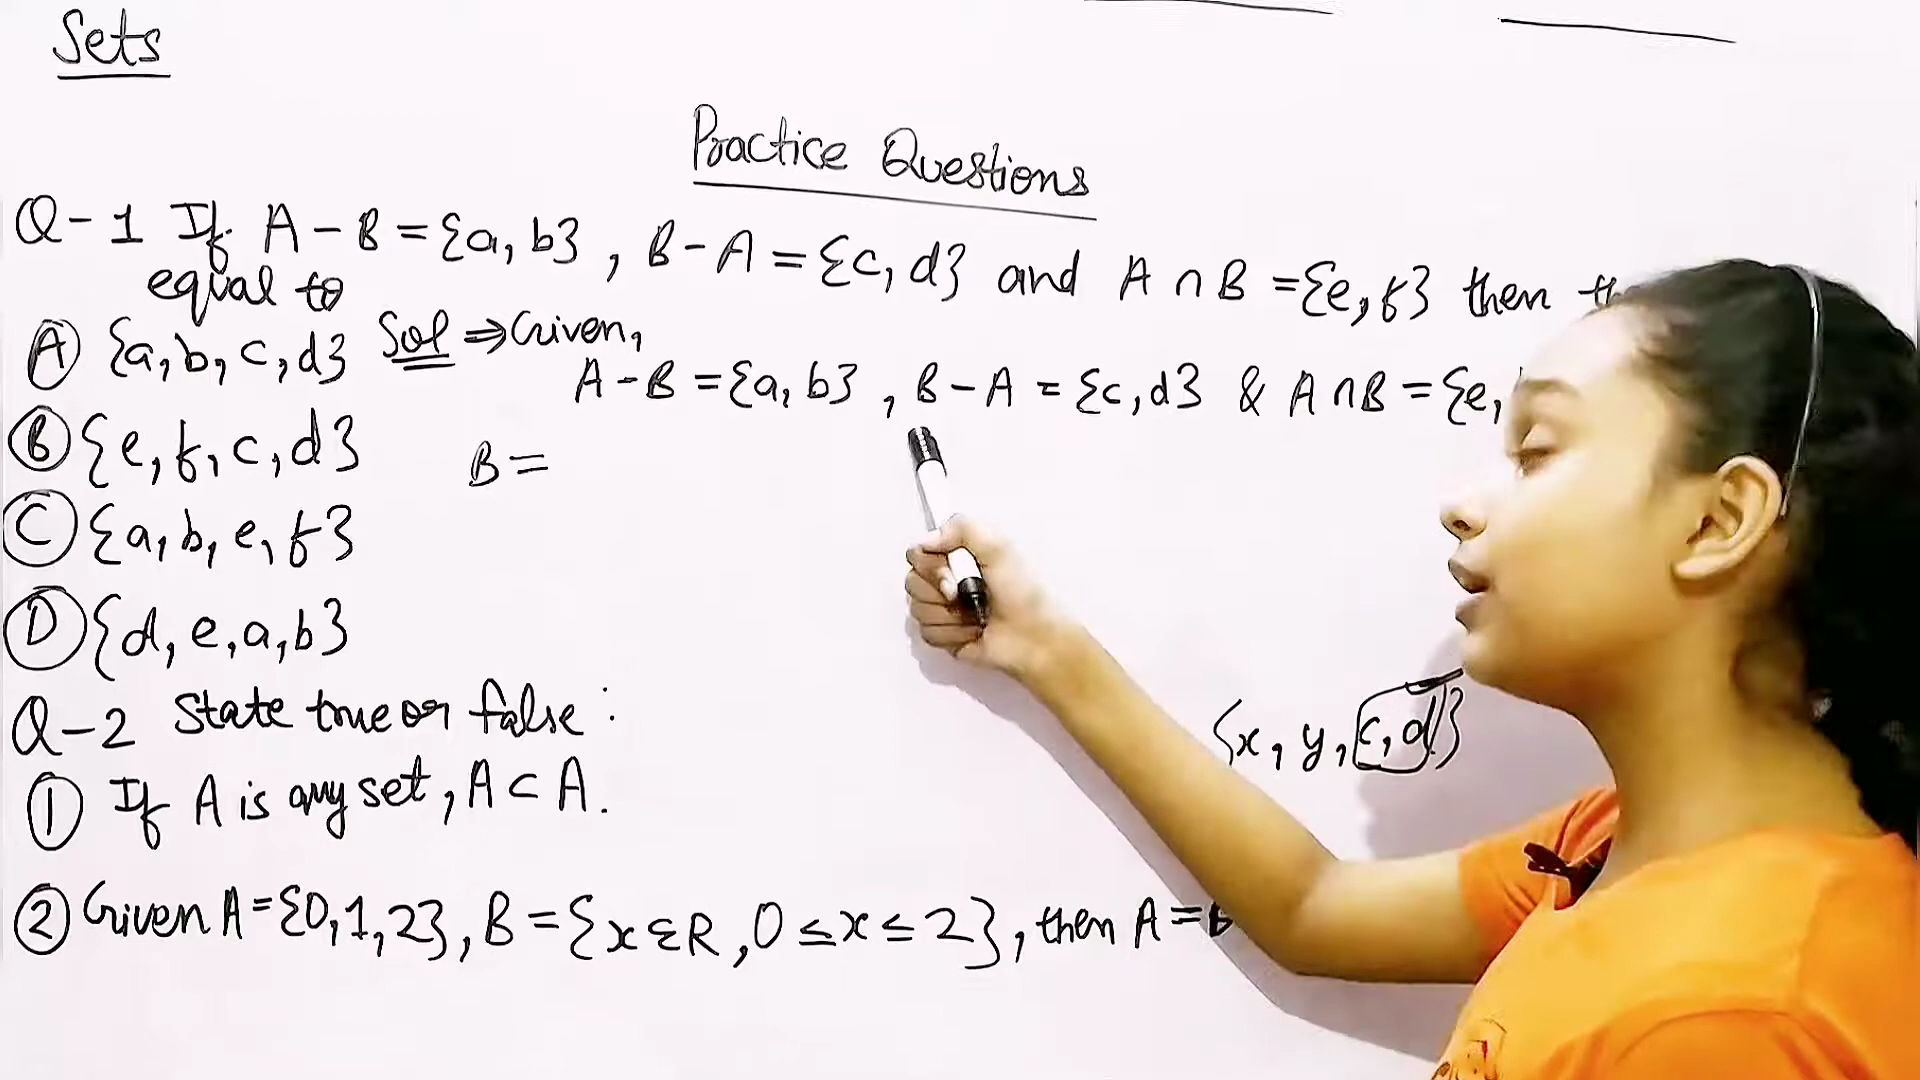 Sets
Practice Questions
Q-1 If A-B={a, b}, B-A={c, d} and A∩B={e, f} then
equal to
Ⓐ {a, b, c, d}
Sol ⇒ Given,
A-B={a, b}, B-A={c, d} & A∩B={e,
Ⓑ {e, f, c, d}
B=
Ⓒ {a, b, e, f}
Ⓓ {d, e, a, b}
{x, y, c, d}
Q-2 State true or false:
① If A is any set, A⊂A.
② Given A={0,1,2}, B={x∈R, 0≤x≤2}, then A=B